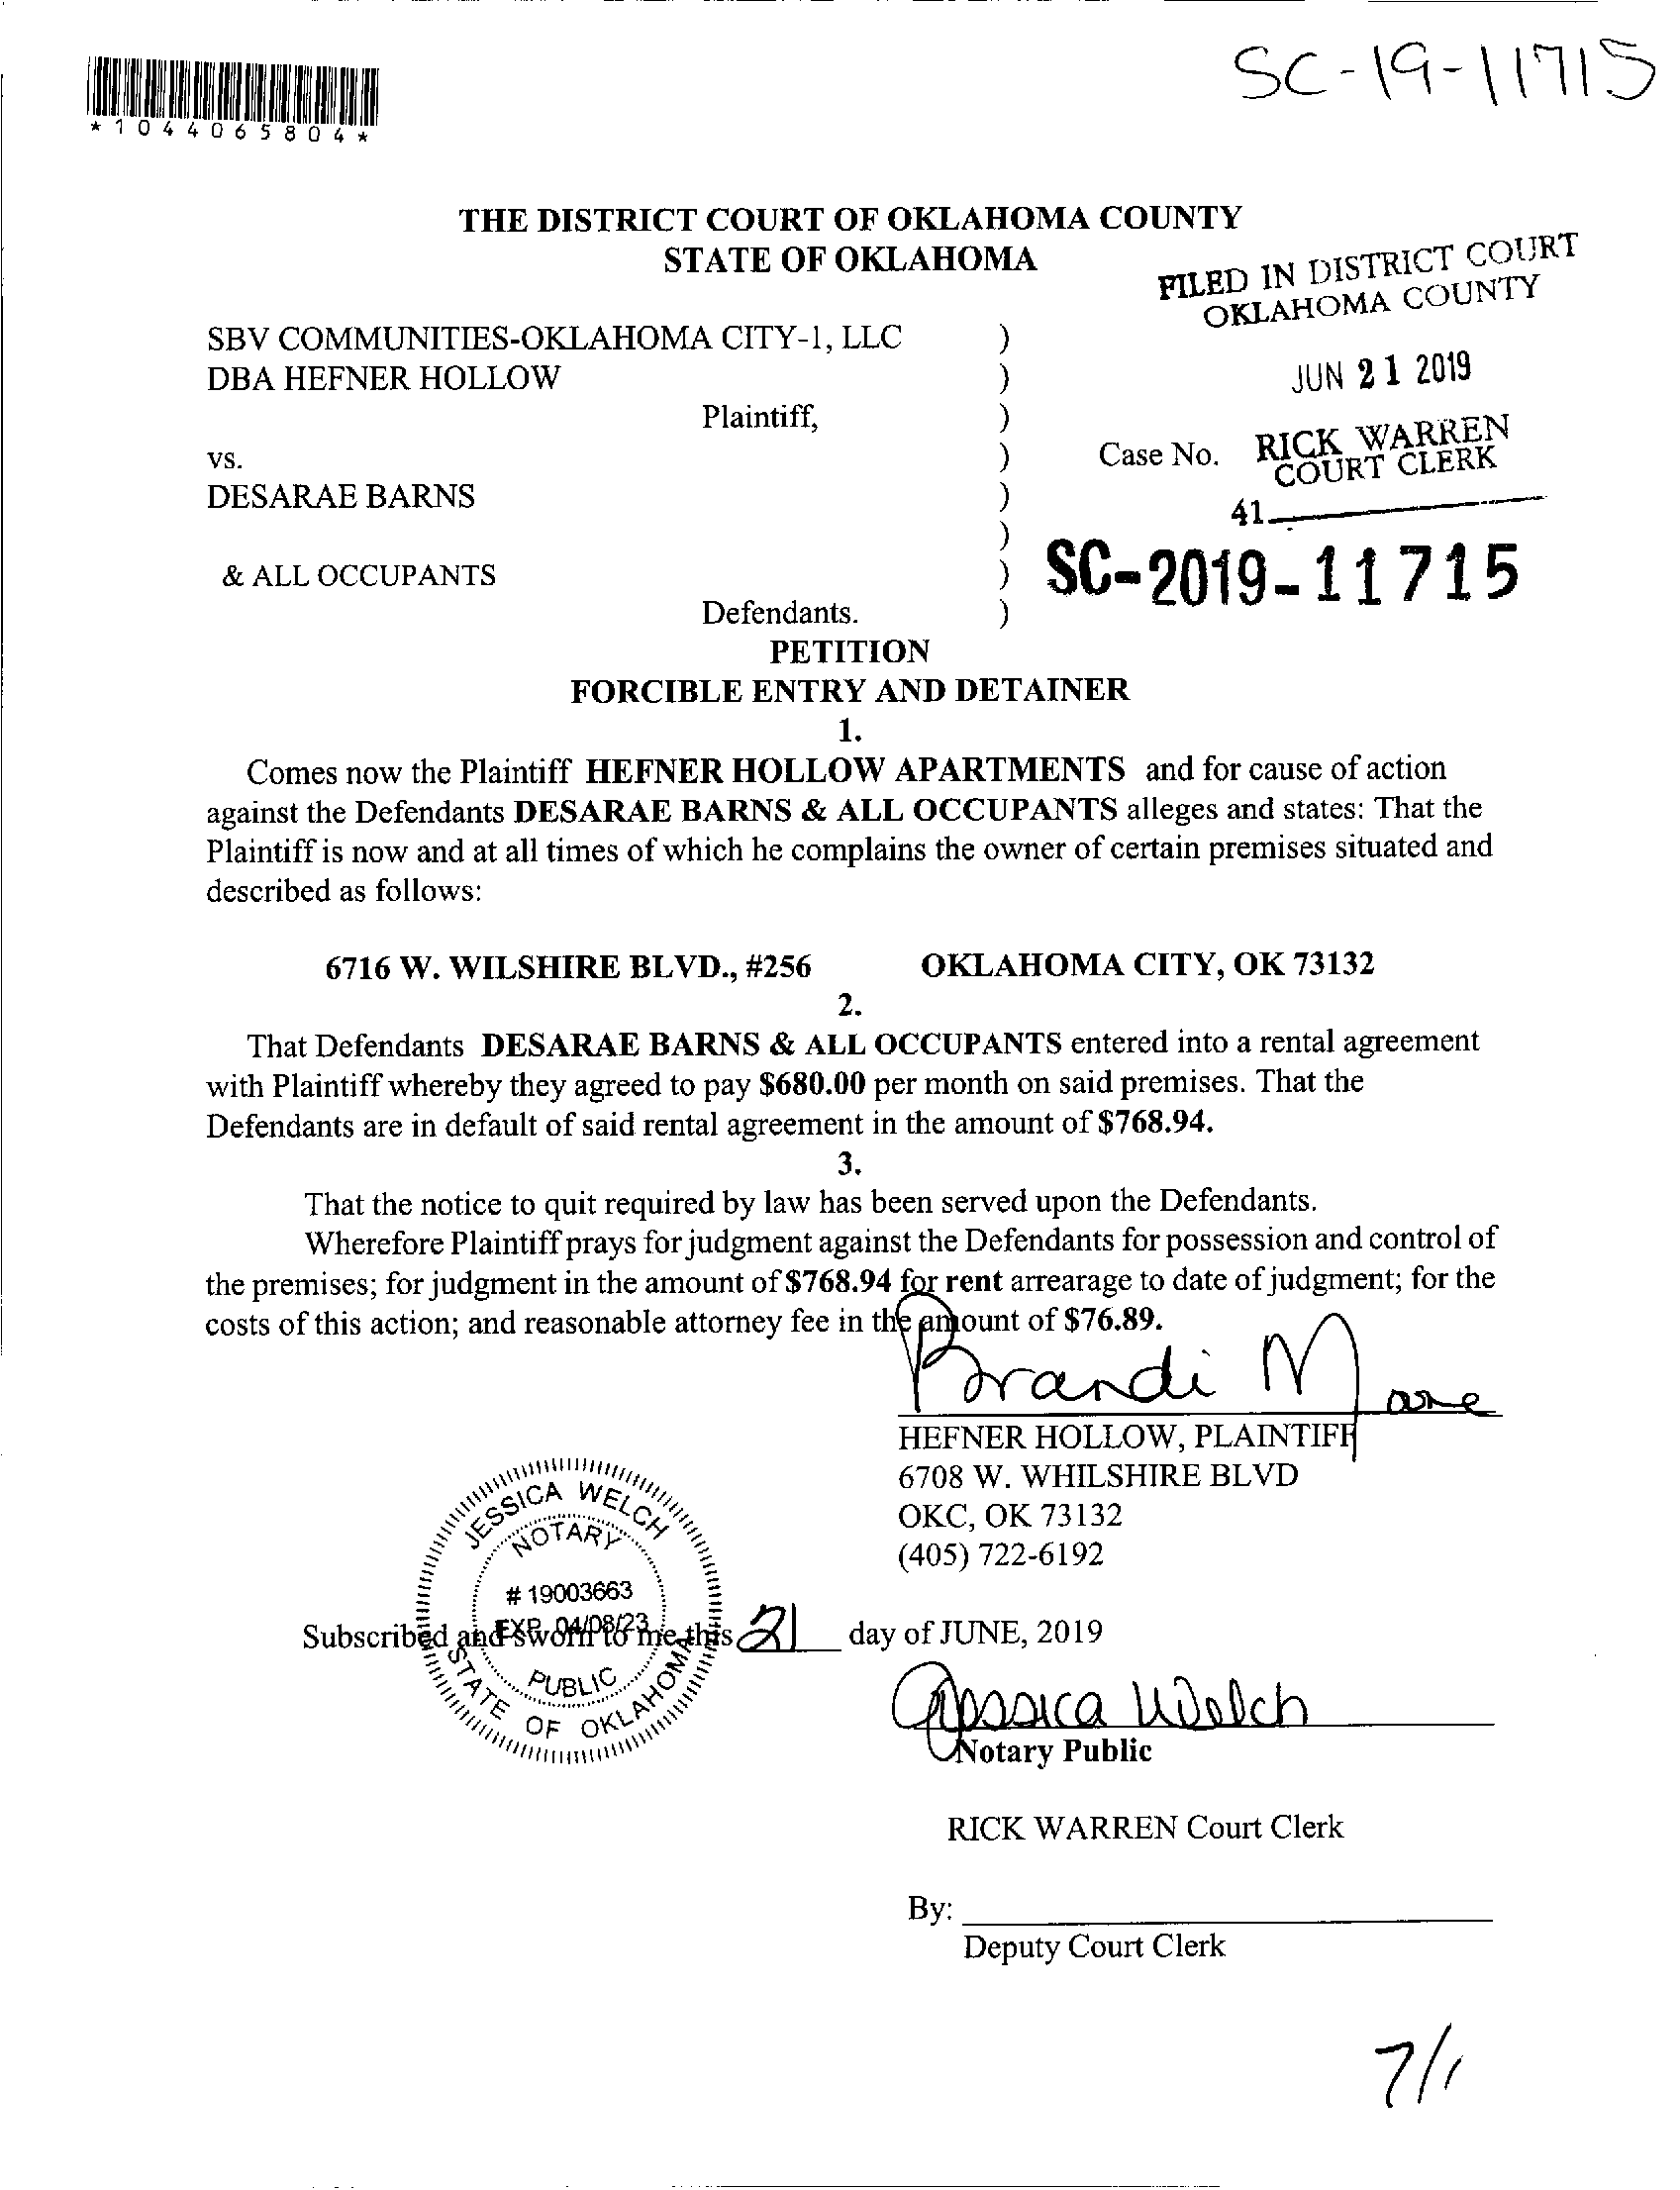 SC-19-11715
*1044065804*
THE DISTRICT COURT OF OKLAHOMA COUNTY
STATE OF OKLAHOMA
FILED IN DISTRICT COURT
OKLAHOMA COUNTY
SBV COMMUNITIES-OKLAHOMA CITY-1, LLC )
DBA HEFNER HOLLOW )
JUN 21 2019
Plaintiff, )
vs. ) Case No. RICK WARREN
COURT CLERK
DESARAE BARNS )
41
)
& ALL OCCUPANTS ) SC-2019-11715
Defendants. )
PETITION
FORCIBLE ENTRY AND DETAINER
1.
Comes now the Plaintiff HEFNER HOLLOW APARTMENTS and for cause of action
against the Defendants DESARAE BARNS & ALL OCCUPANTS alleges and states: That the
Plaintiff is now and at all times of which he complains the owner of certain premises situated and
described as follows:
6716 W. WILSHIRE BLVD., #256 OKLAHOMA CITY, OK 73132
2.
That Defendants DESARAE BARNS & ALL OCCUPANTS entered into a rental agreement
with Plaintiff whereby they agreed to pay $680.00 per month on said premises. That the
Defendants are in default of said rental agreement in the amount of $768.94.
3.
That the notice to quit required by law has been served upon the Defendants.
Wherefore Plaintiff prays for judgment against the Defendants for possession and control of
the premises; for judgment in the amount of $768.94 for rent arrearage to date of judgment; for the
costs of this action; and reasonable attorney fee in the amount of $76.89.
Brandi
HEFNER HOLLOW, PLAINTIFF
6708 W. WHILSHIRE BLVD
OKC, OK 73132
(405) 722-6192
JESSICA WELCH
NOTARY
# 19003663
EXP. 04/08/23
PUBLIC
STATE OF OKLAHOMA
Subscribed and sworn to me this 21 day of JUNE, 2019
Jessica Welch
Notary Public
RICK WARREN Court Clerk
By:
Deputy Court Clerk
7/1